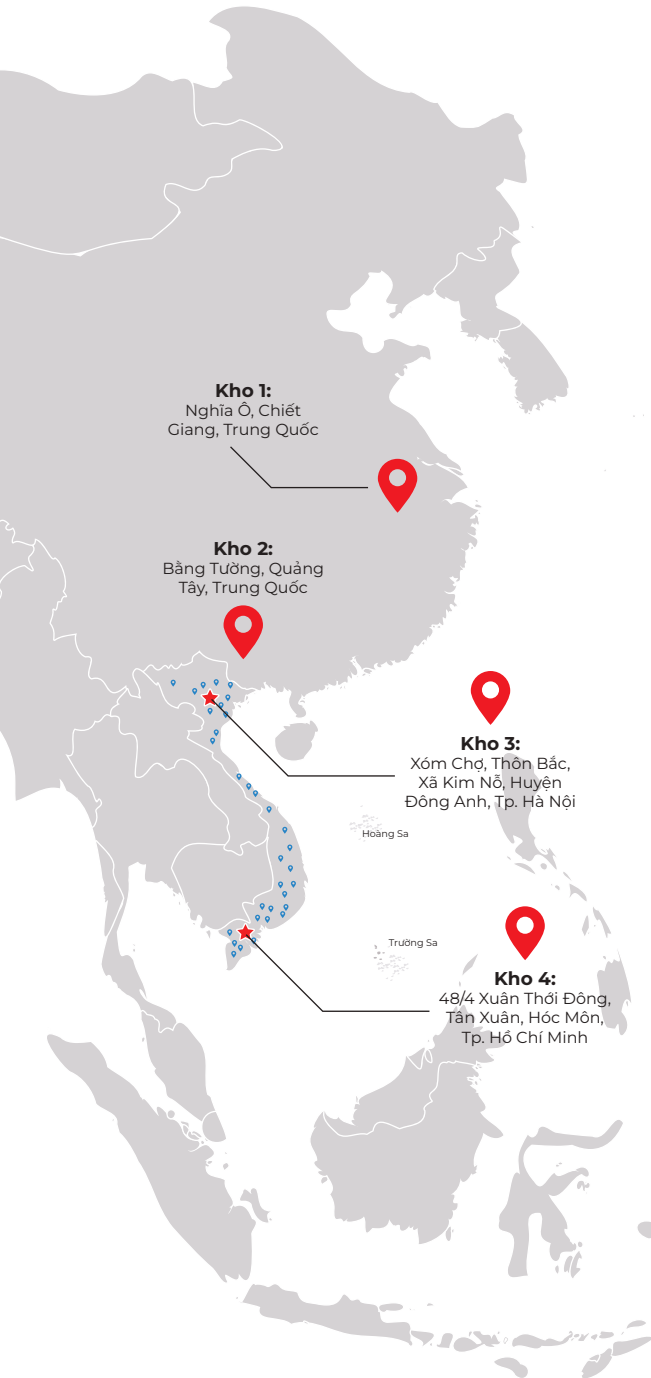 Kho 1:
Nghĩa Ô, Chiết
Giang, Trung Quốc
Kho 2:
Bằng Tường, Quảng
Tây, Trung Quốc
Kho 3:
Xóm Chợ, Thôn Bắc,
Xã Kim Nỗ, Huyện
Đông Anh, Tp. Hà Nội
Hoàng Sa
Trường Sa
Kho 4:
48/4 Xuân Thới Đông,
Tân Xuân, Hóc Môn,
Tp. Hồ Chí Minh